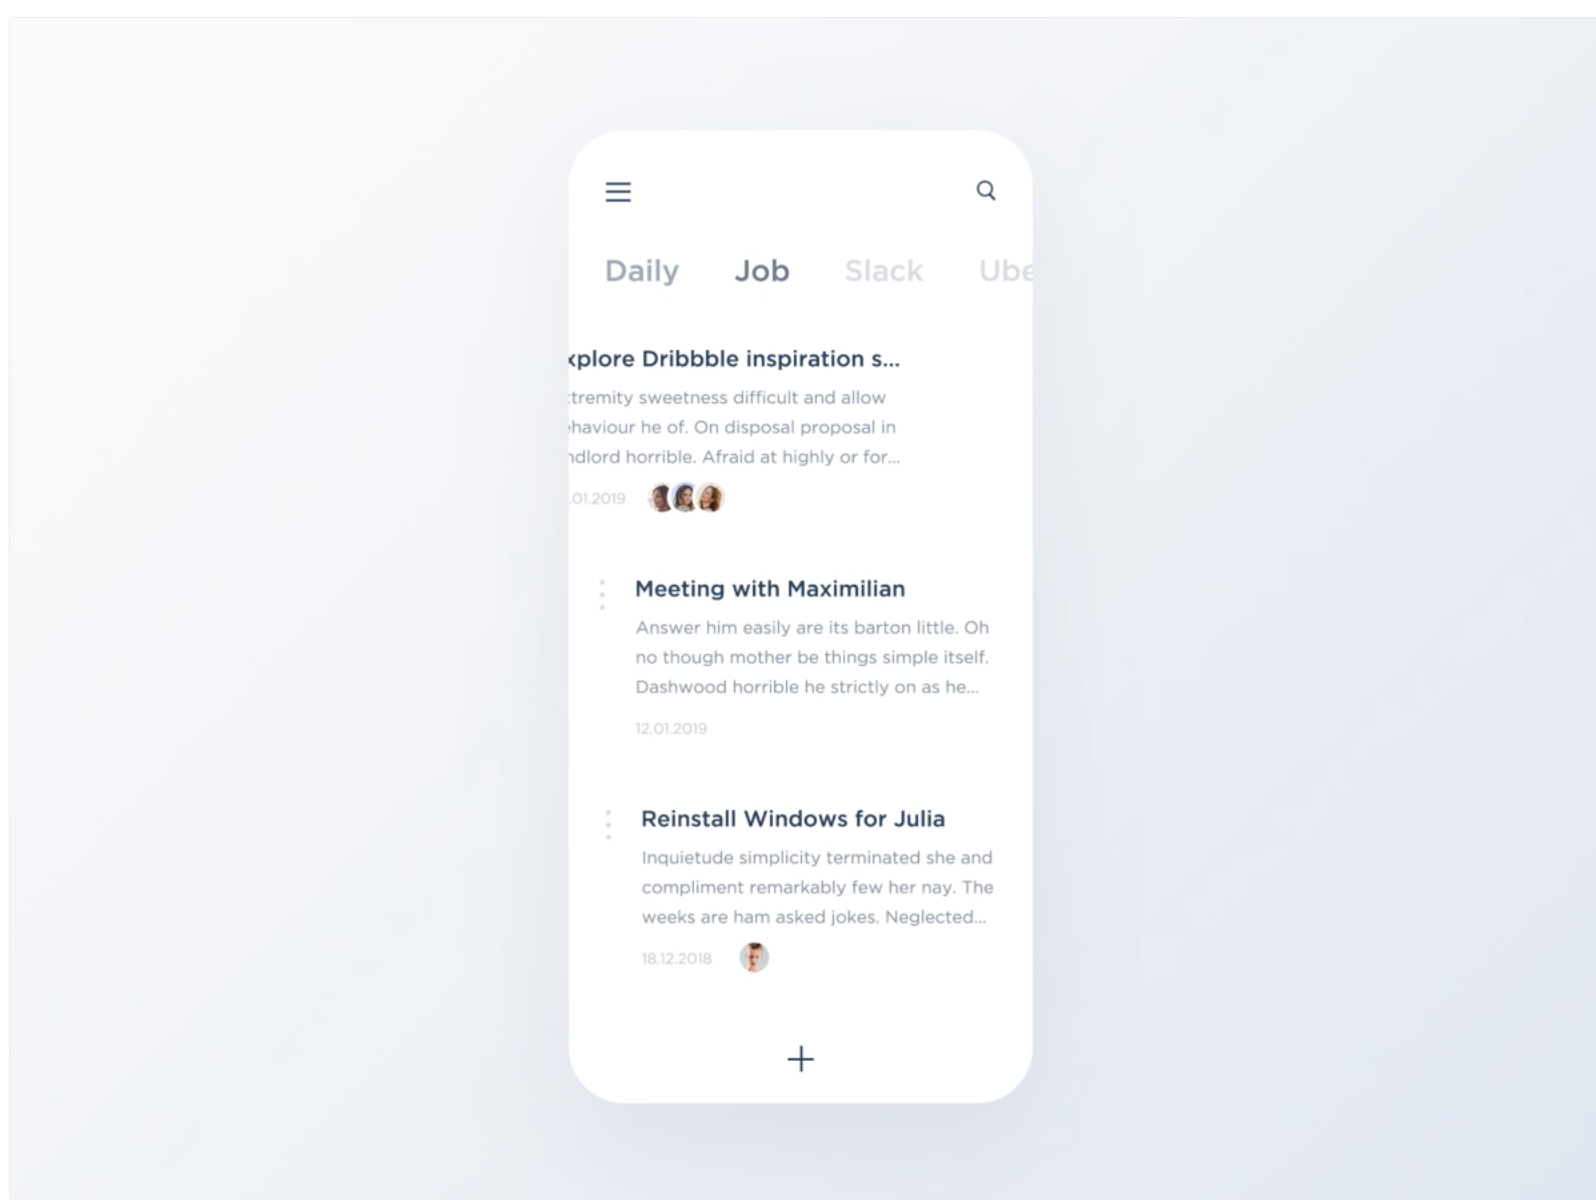 Daily Job Slack Ube
xplore Dribbble inspiration s...
tremity sweetness difficult and allow
ehaviour he of. On disposal proposal in
ndlord horrible. Afraid at highly or for...
.01.2019
Meeting with Maximilian
Answer him easily are its barton little. Oh
no though mother be things simple itself.
Dashwood horrible he strictly on as he...
12.01.2019
Reinstall Windows for Julia
Inquietude simplicity terminated she and
compliment remarkably few her nay. The
weeks are ham asked jokes. Neglected...
18.12.2018